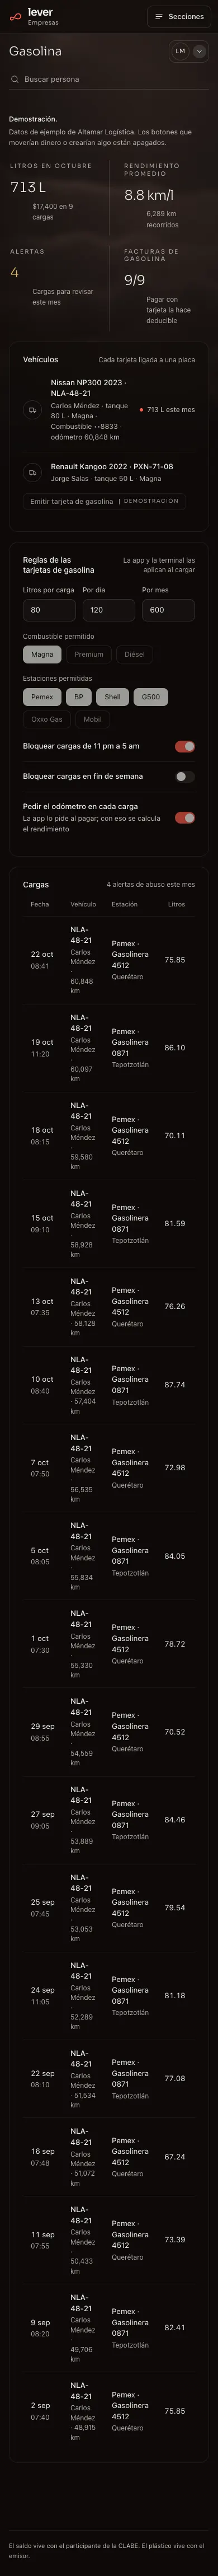 lever
Empresas
Secciones
Gasolina
LM
Buscar persona
Demostración.
Datos de ejemplo de Altamar Logística. Los botones que
moverían dinero o crearían algo están apagados.
LITROS EN OCTUBRE
713 L
$17,400 en 9
cargas
RENDIMIENTO
PROMEDIO
8.8 km/l
6,289 km
recorridos
ALERTAS
4
Cargas para revisar
este mes
FACTURAS DE
GASOLINA
9/9
Pagar con
tarjeta la hace
deducible
Vehículos
Cada tarjeta ligada a una placa
Nissan NP300 2023 ·
NLA-48-21
Carlos Méndez · tanque
80 L · Magna ·
Combustible ··8833 ·
odómetro 60,848 km
713 L este mes
Renault Kangoo 2022 · PXN-71-08
Jorge Salas · tanque 50 L · Magna
Emitir tarjeta de gasolina | DEMOSTRACIÓN
Reglas de las
tarjetas de gasolina
La app y la terminal las
aplican al cargar
Litros por carga
Por día
Por mes
80
120
600
Combustible permitido
Magna
Premium
Diésel
Estaciones permitidas
Pemex
BP
Shell
G500
Oxxo Gas
Mobil
Bloquear cargas de 11 pm a 5 am
Bloquear cargas en fin de semana
Pedir el odómetro en cada carga
La app lo pide al pagar; con eso se calcula
el rendimiento
Cargas
4 alertas de abuso este mes
Fecha
Vehículo
Estación
Litros
22 oct
08:41
NLA-
48-21
Carlos
Méndez
·
60,848
km
Pemex ·
Gasolinera
4512
Querétaro
75.85
19 oct
11:20
NLA-
48-21
Carlos
Méndez
·
60,097
km
Pemex ·
Gasolinera
0871
Tepotzotlán
86.10
18 oct
08:15
NLA-
48-21
Carlos
Méndez
·
59,580
km
Pemex ·
Gasolinera
4512
Querétaro
70.11
15 oct
09:10
NLA-
48-21
Carlos
Méndez
·
58,928
km
Pemex ·
Gasolinera
0871
Tepotzotlán
81.59
13 oct
07:35
NLA-
48-21
Carlos
Méndez
· 58,128
km
Pemex ·
Gasolinera
4512
Querétaro
76.26
10 oct
08:40
NLA-
48-21
Carlos
Méndez
· 57,404
km
Pemex ·
Gasolinera
0871
Tepotzotlán
87.74
7 oct
07:50
NLA-
48-21
Carlos
Méndez
·
56,535
km
Pemex ·
Gasolinera
4512
Querétaro
72.98
5 oct
08:05
NLA-
48-21
Carlos
Méndez
·
55,834
km
Pemex ·
Gasolinera
0871
Tepotzotlán
84.05
1 oct
07:30
NLA-
48-21
Carlos
Méndez
·
55,330
km
Pemex ·
Gasolinera
4512
Querétaro
78.72
29 sep
08:55
NLA-
48-21
Carlos
Méndez
·
54,559
km
Pemex ·
Gasolinera
4512
Querétaro
70.52
27 sep
09:05
NLA-
48-21
Carlos
Méndez
·
53,889
km
Pemex ·
Gasolinera
0871
Tepotzotlán
84.46
25 sep
07:45
NLA-
48-21
Carlos
Méndez
·
53,053
km
Pemex ·
Gasolinera
4512
Querétaro
79.54
24 sep
11:05
NLA-
48-21
Carlos
Méndez
·
52,289
km
Pemex ·
Gasolinera
0871
Tepotzotlán
81.18
22 sep
08:10
NLA-
48-21
Carlos
Méndez
· 51,534
km
Pemex ·
Gasolinera
0871
Tepotzotlán
77.08
16 sep
07:48
NLA-
48-21
Carlos
Méndez
· 51,072
km
Pemex ·
Gasolinera
4512
Querétaro
67.24
11 sep
07:55
NLA-
48-21
Carlos
Méndez
·
50,433
km
Pemex ·
Gasolinera
4512
Querétaro
73.39
9 sep
08:20
NLA-
48-21
Carlos
Méndez
·
49,706
km
Pemex ·
Gasolinera
0871
Tepotzotlán
82.41
2 sep
07:40
NLA-
48-21
Carlos
Méndez
· 48,915
km
Pemex ·
Gasolinera
4512
Querétaro
75.85
El saldo vive con el participante de la CLABE. El plástico vive con el
emisor.